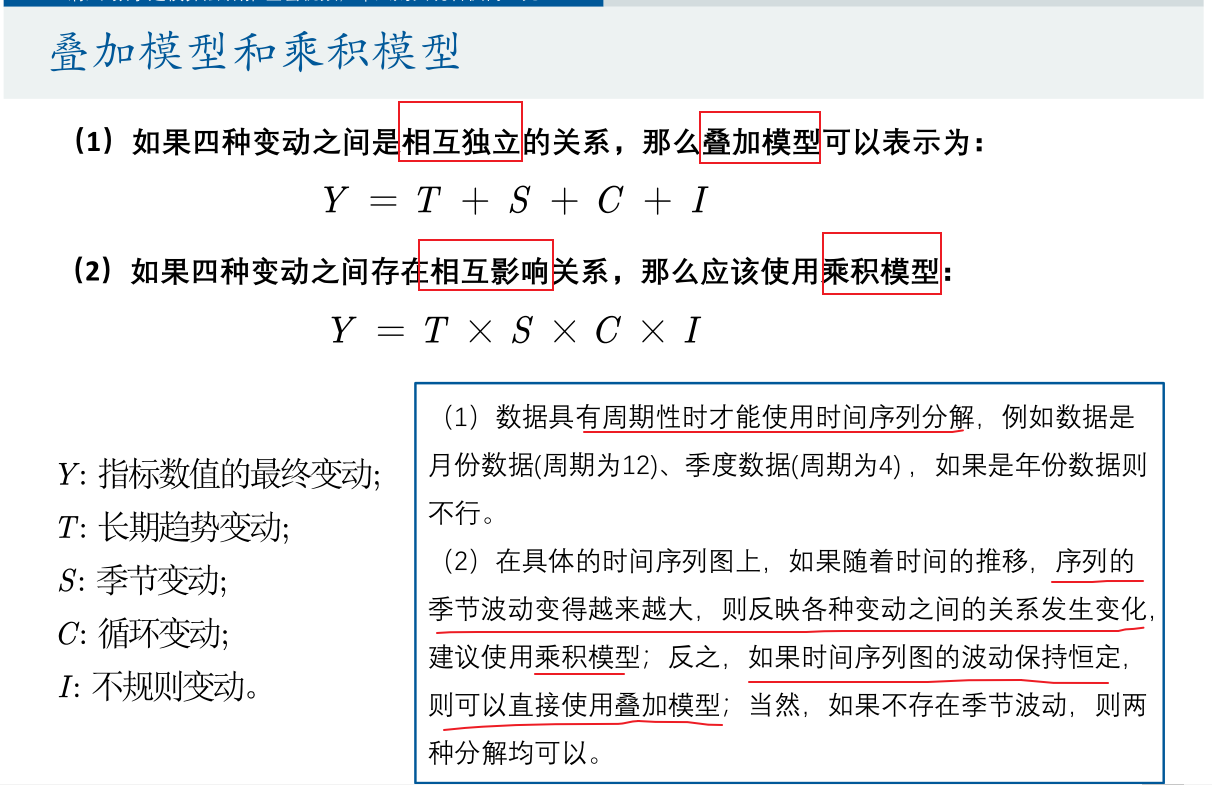 叠加模型和乘积模型
（1）如果四种变动之间是相互独立的关系，那么叠加模型可以表示为：
Y = T + S + C + I
（2）如果四种变动之间存在相互影响关系，那么应该使用乘积模型：
Y = T × S × C × I
Y: 指标数值的最终变动;
T: 长期趋势变动;
S: 季节变动;
C: 循环变动;
I: 不规则变动。
（1）数据具有周期性时才能使用时间序列分解，例如数据是
月份数据(周期为12)、季度数据(周期为4) ，如果是年份数据则
不行。
（2）在具体的时间序列图上，如果随着时间的推移，序列的
季节波动变得越来越大，则反映各种变动之间的关系发生变化，
建议使用乘积模型；反之，如果时间序列图的波动保持恒定，
则可以直接使用叠加模型；当然，如果不存在季节波动，则两
种分解均可以。